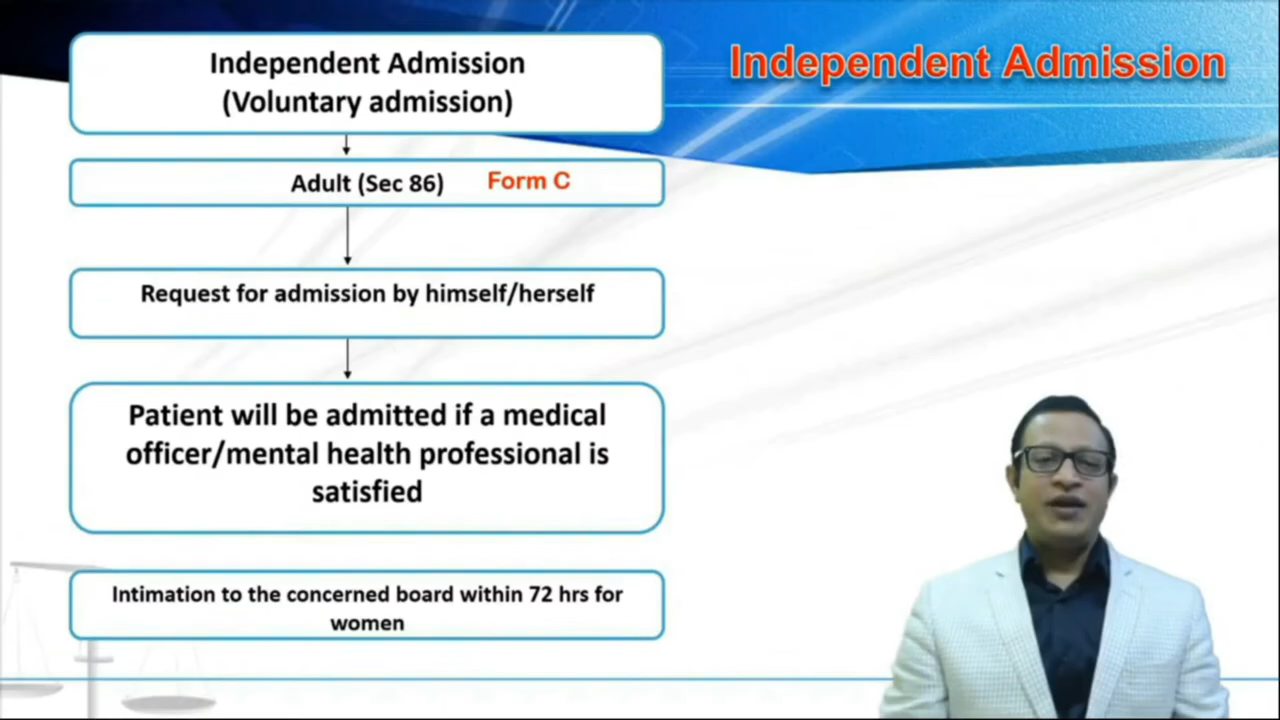 Independent Admission
Independent Admission
(Voluntary admission)
Adult (Sec 86) Form C
Request for admission by himself/herself
Patient will be admitted if a medical
officer/mental health professional is
satisfied
Intimation to the concerned board within 72 hrs for
women